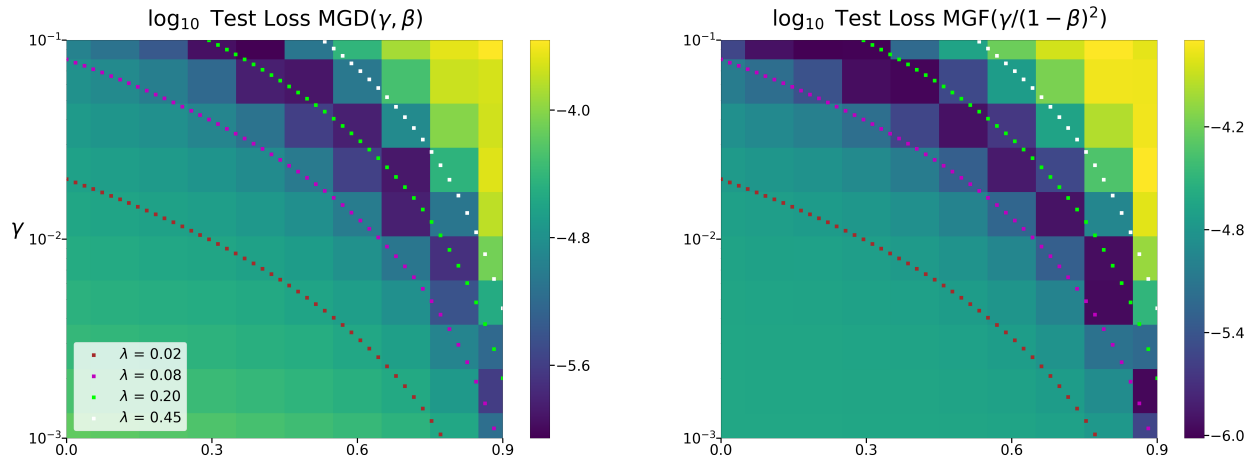 log₁₀ Test Loss MGD(γ, β)
10⁻¹
10⁻²
10⁻³
γ
0.0 0.3 0.6 0.9
λ = 0.02
λ = 0.08
λ = 0.20
λ = 0.45
−4.0
−4.8
−5.6
log₁₀ Test Loss MGF(γ/(1 − β)²)
10⁻¹
10⁻²
10⁻³
0.0 0.3 0.6 0.9
−4.2
−4.8
−5.4
−6.0